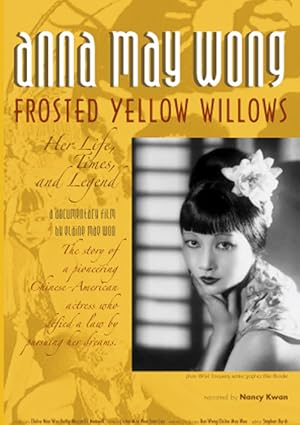 anna may wong
FROSTED YELLOW WILLOWS
Her Life,
Times,
and Legend
a documentary film
by Elaine Mae Woo
The story of
a pioneering
Chinese-American
actress who
defied a law by
pursuing her dreams.
narrated by Nancy Kwan